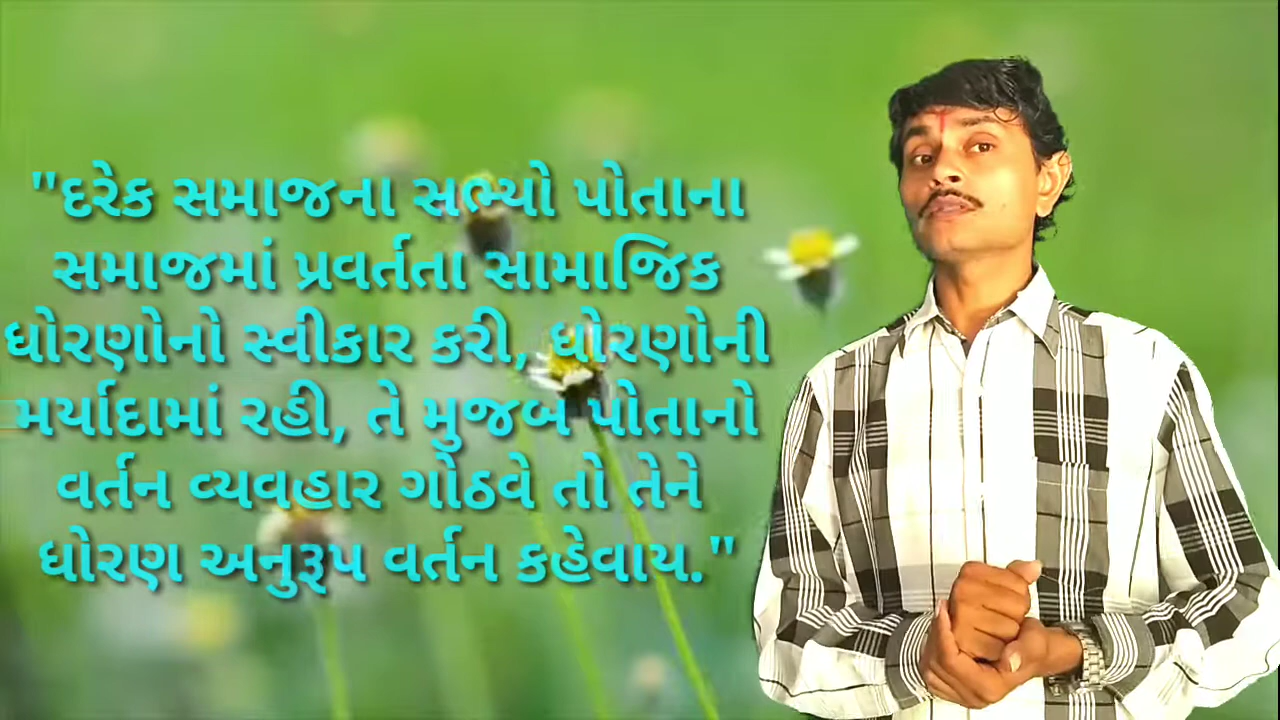 "દરેક સમાજના સભ્યો પોતાના
સમાજમાં પ્રવર્તતા સામાજિક
ધોરણોનો સ્વીકાર કરી, ધોરણોની
મર્યાદામાં રહી, તે મુજબ પોતાનો
વર્તન વ્યવહાર ગોઠવે તો તેને
ધોરણ અનુરૂપ વર્તન કહેવાય."